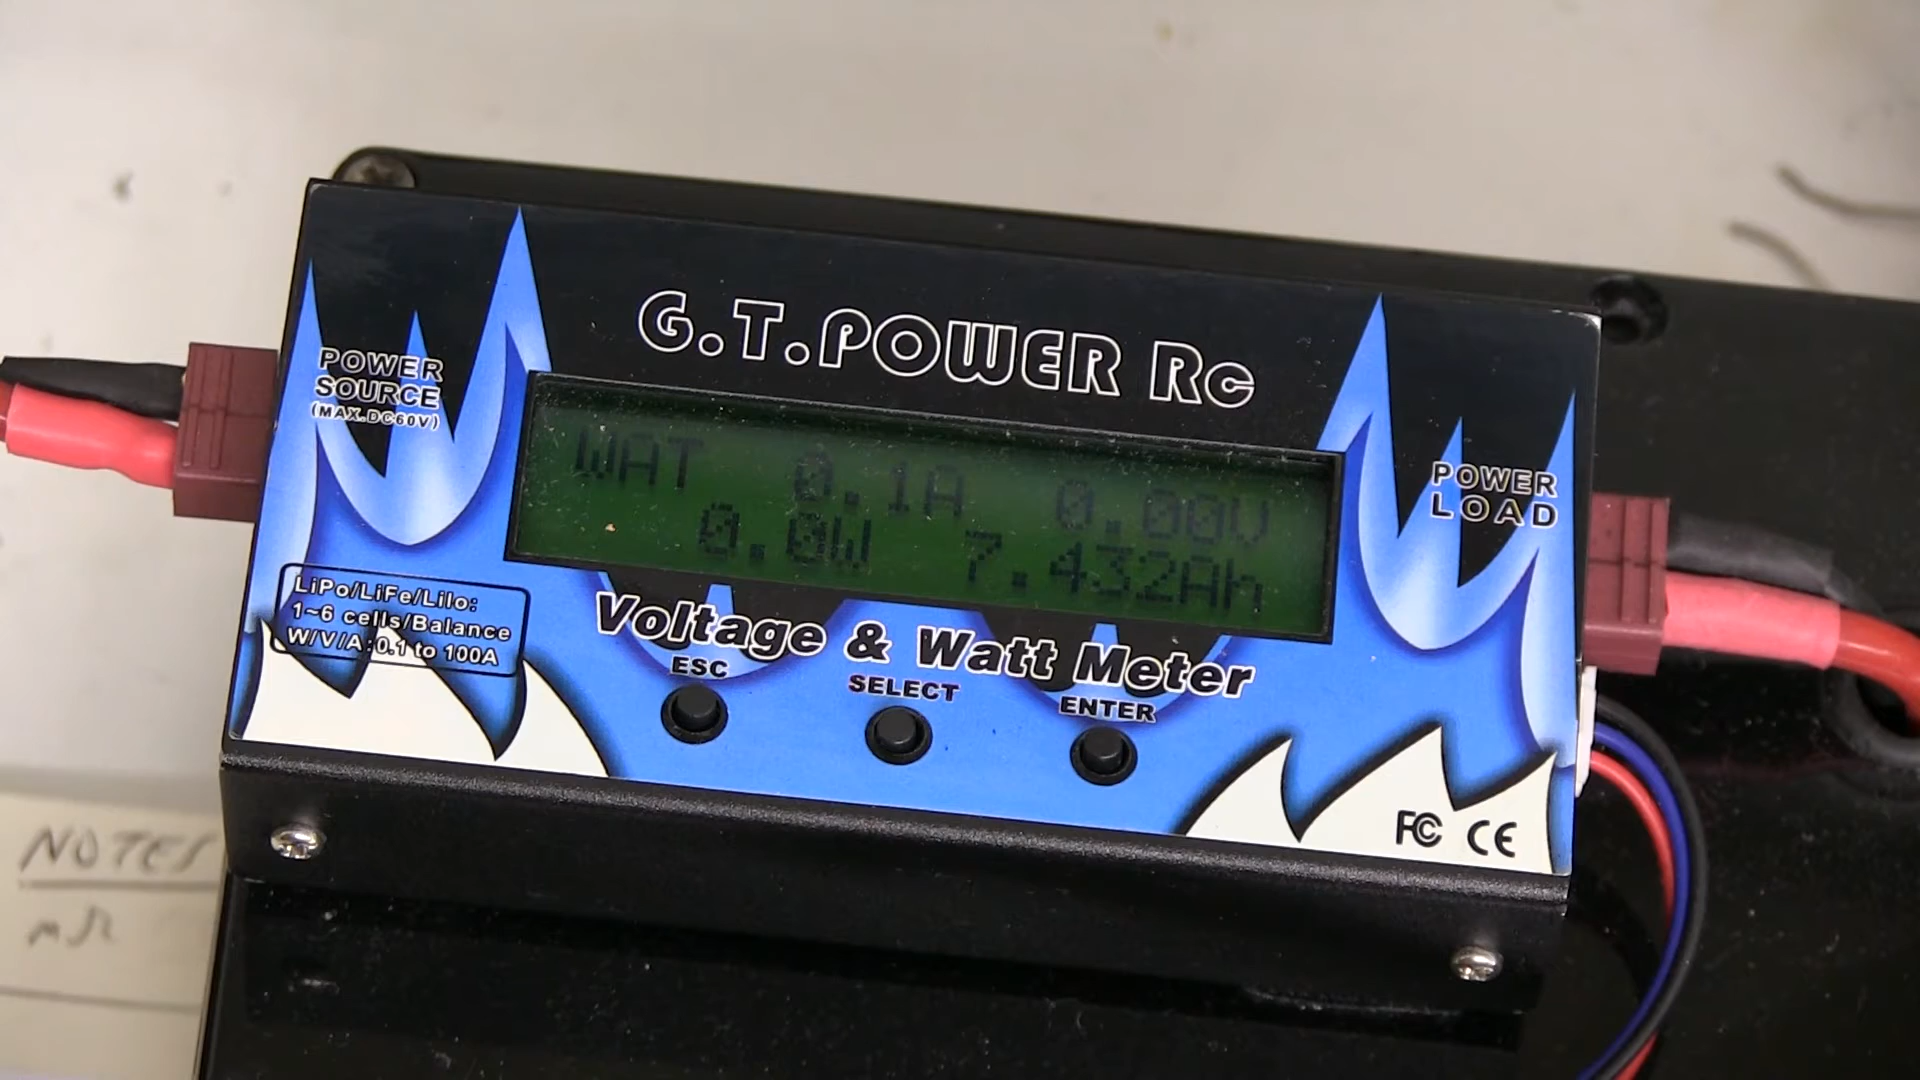 G.T.POWER RC
POWER
SOURCE
(MAX.DC60V)
WAT 0.1A 0.00V
0.0W 7.432Ah
POWER
LOAD
LiPo/LiFe/LiIo:
1~6 cells/Balance
W/V/A:0.1 to 100A
Voltage & Watt Meter
ESC
SELECT
ENTER
FC CE
NOTES
mΩ